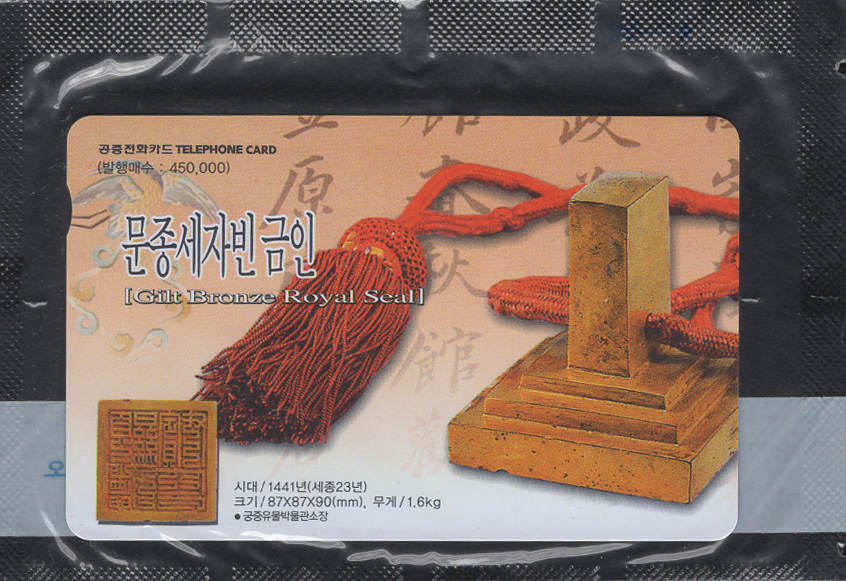 공중전화카드 TELEPHONE CARD
(발행매수 : 450,000)
문종세자빈 금인
[Gilt Bronze Royal Seal]
시대 / 1441년(세종23년)
크기 / 87X87X90(mm), 무게 / 1.6kg
● 궁중유물박물관소장
오